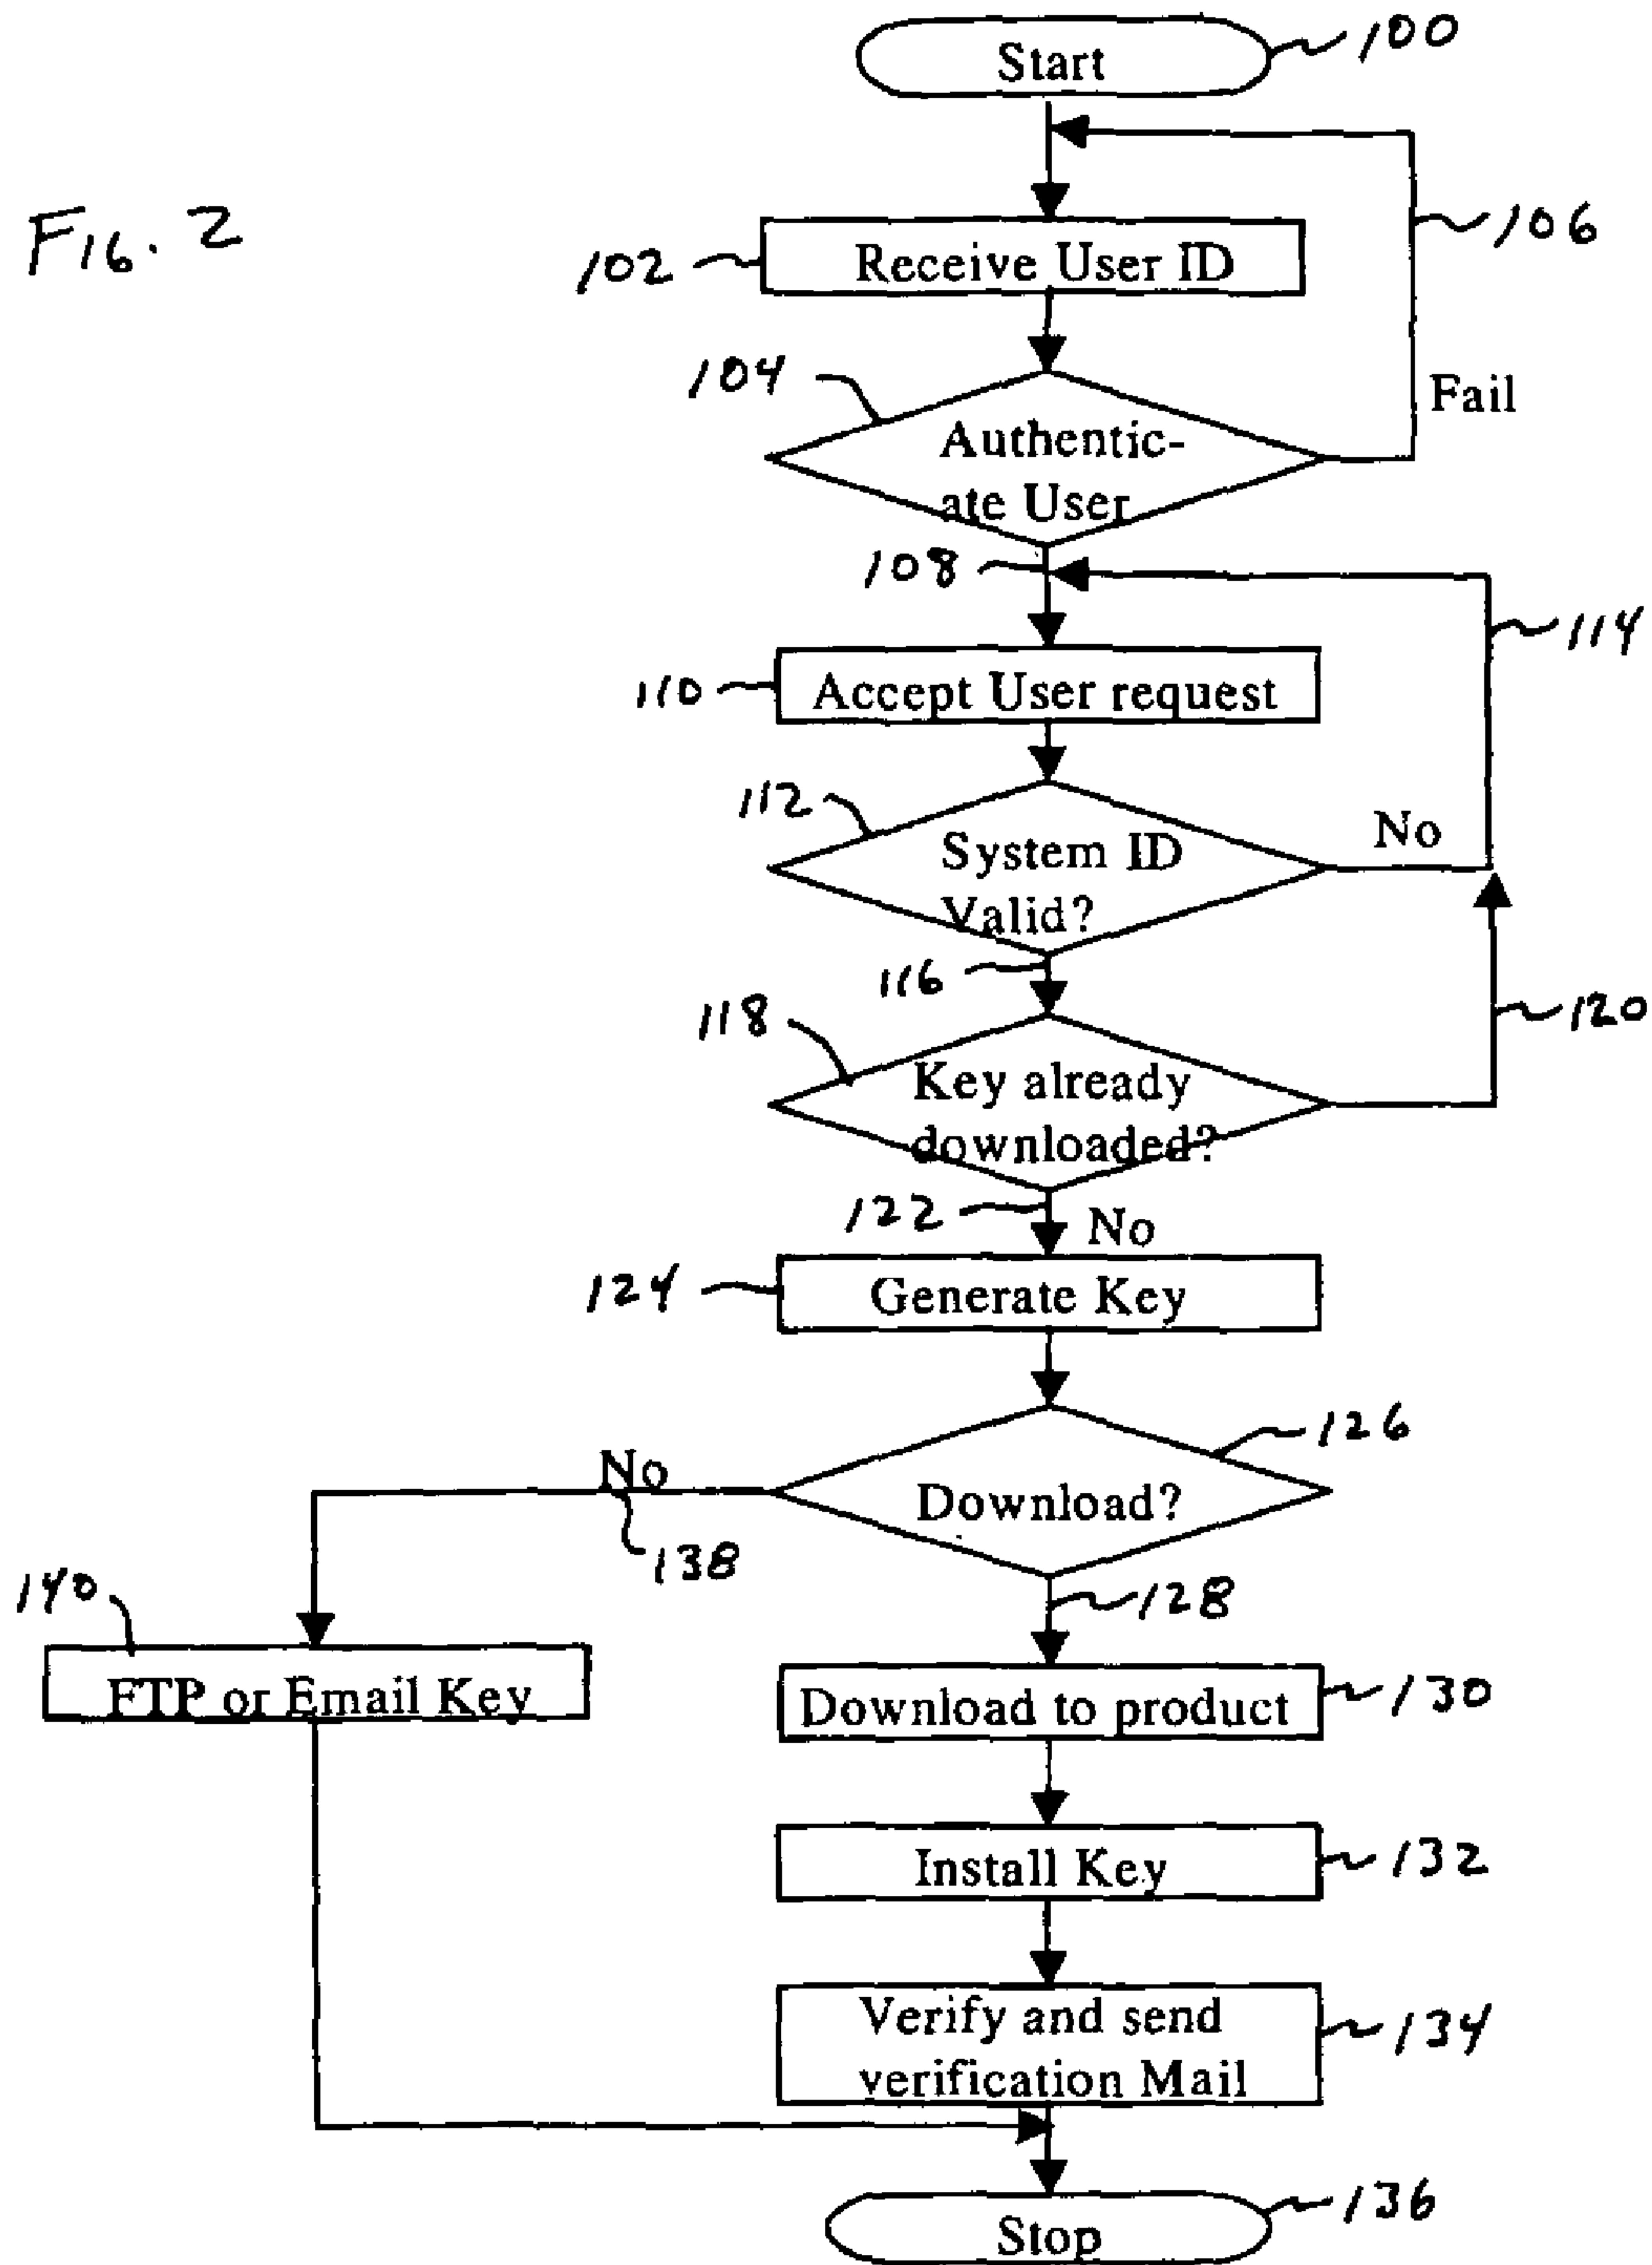 Start
100
FIG. 2
106
102
Receive User ID
104
Fail
Authentic-
ate User
108
114
110
Accept User request
112
No
System ID
Valid?
116
118
120
Key already
downloaded?
122
No
124
Generate Key
126
No
Download?
138
128
140
FTP or Email Key
Download to product
130
Install Key
132
Verify and send
verification Mail
134
Stop
136